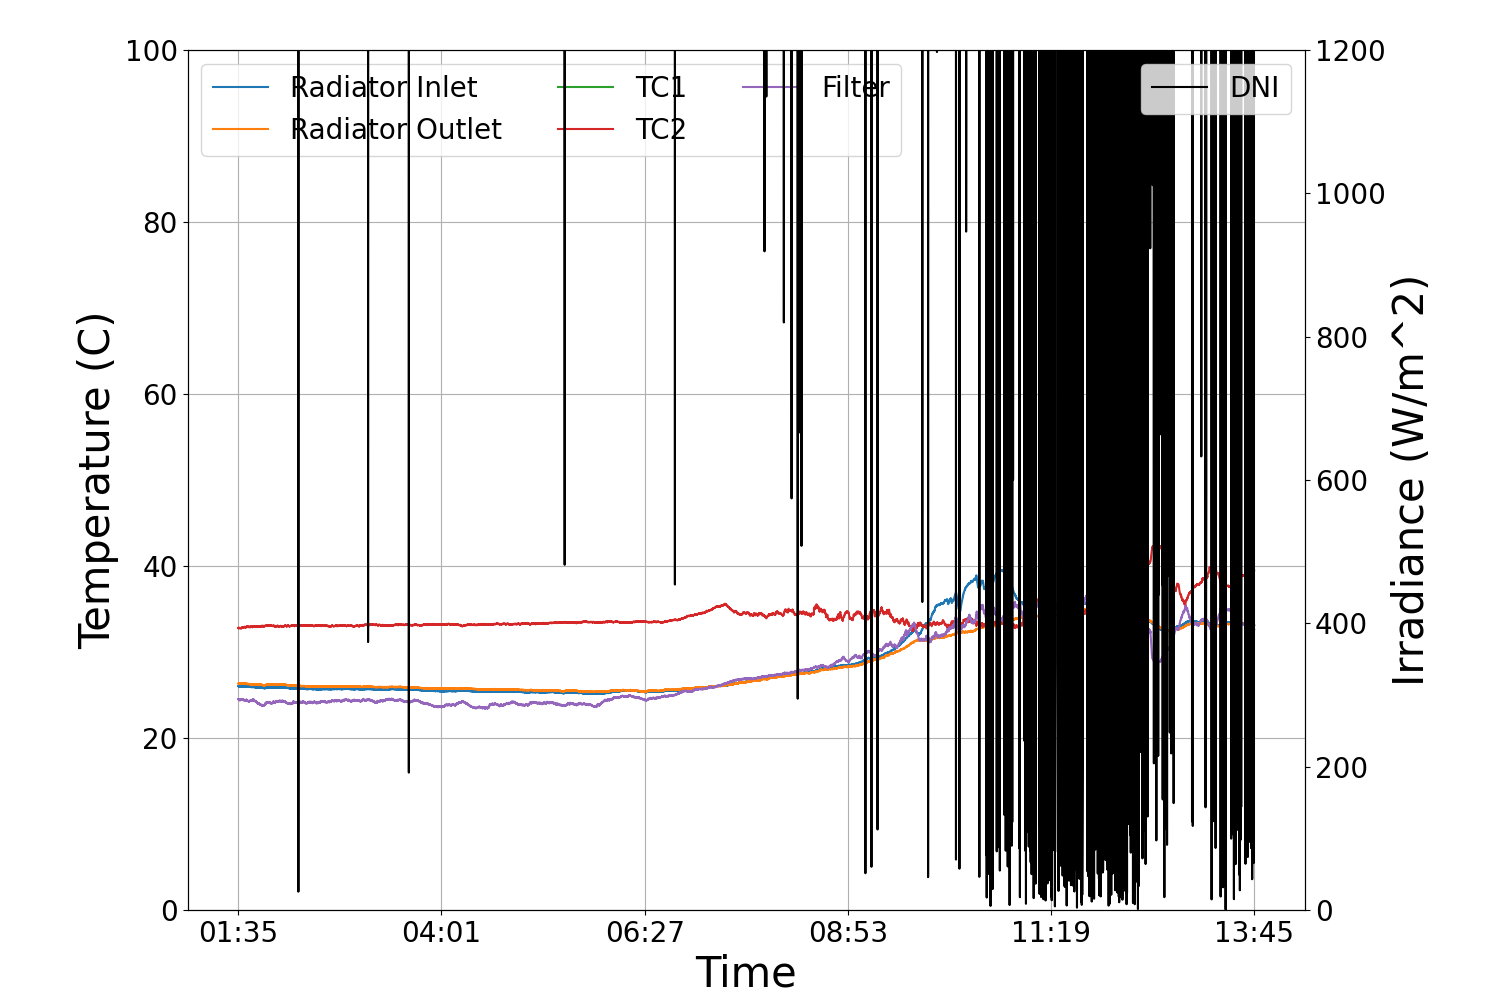 100
80
60
40
20
0
Temperature (C)
Radiator Inlet
Radiator Outlet
TC1
TC2
Filter
DNI
1200
1000
800
600
400
200
0
Irradiance (W/m^2)
01:35 04:01 06:27 08:53 11:19 13:45
Time